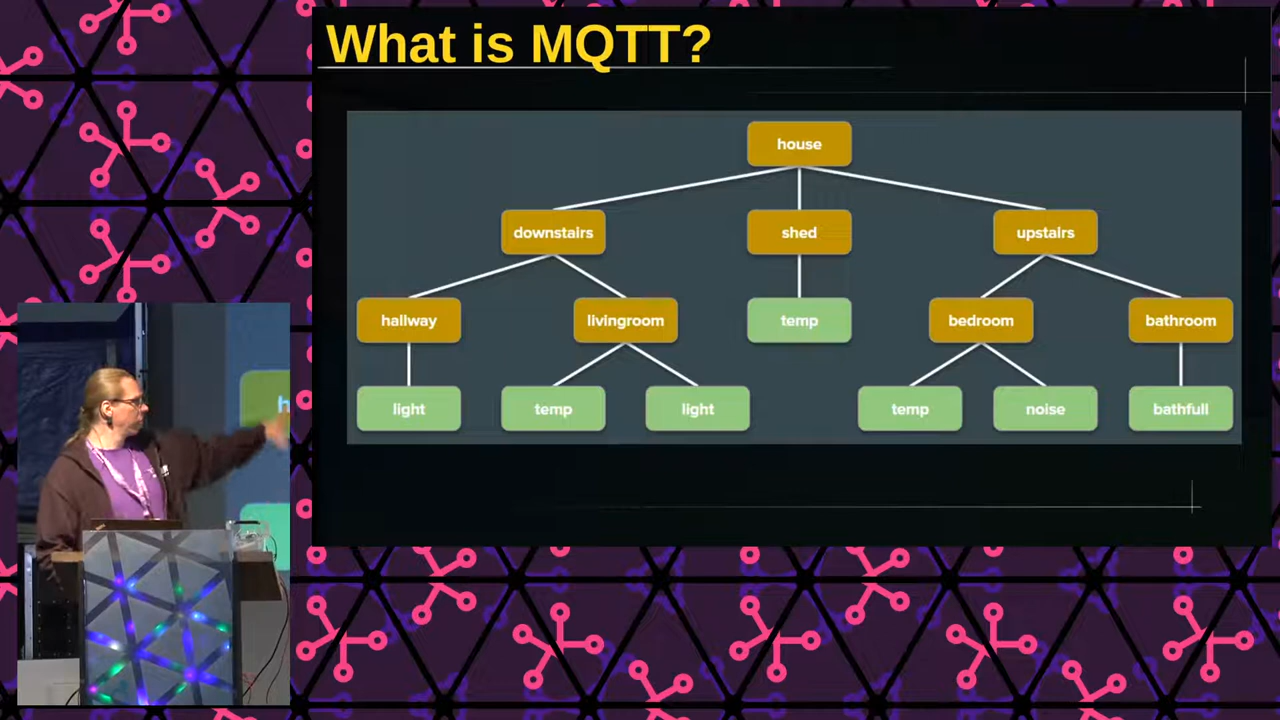 What is MQTT?
house
downstairs shed upstairs
hallway livingroom temp bedroom bathroom
light temp light temp noise bathfull